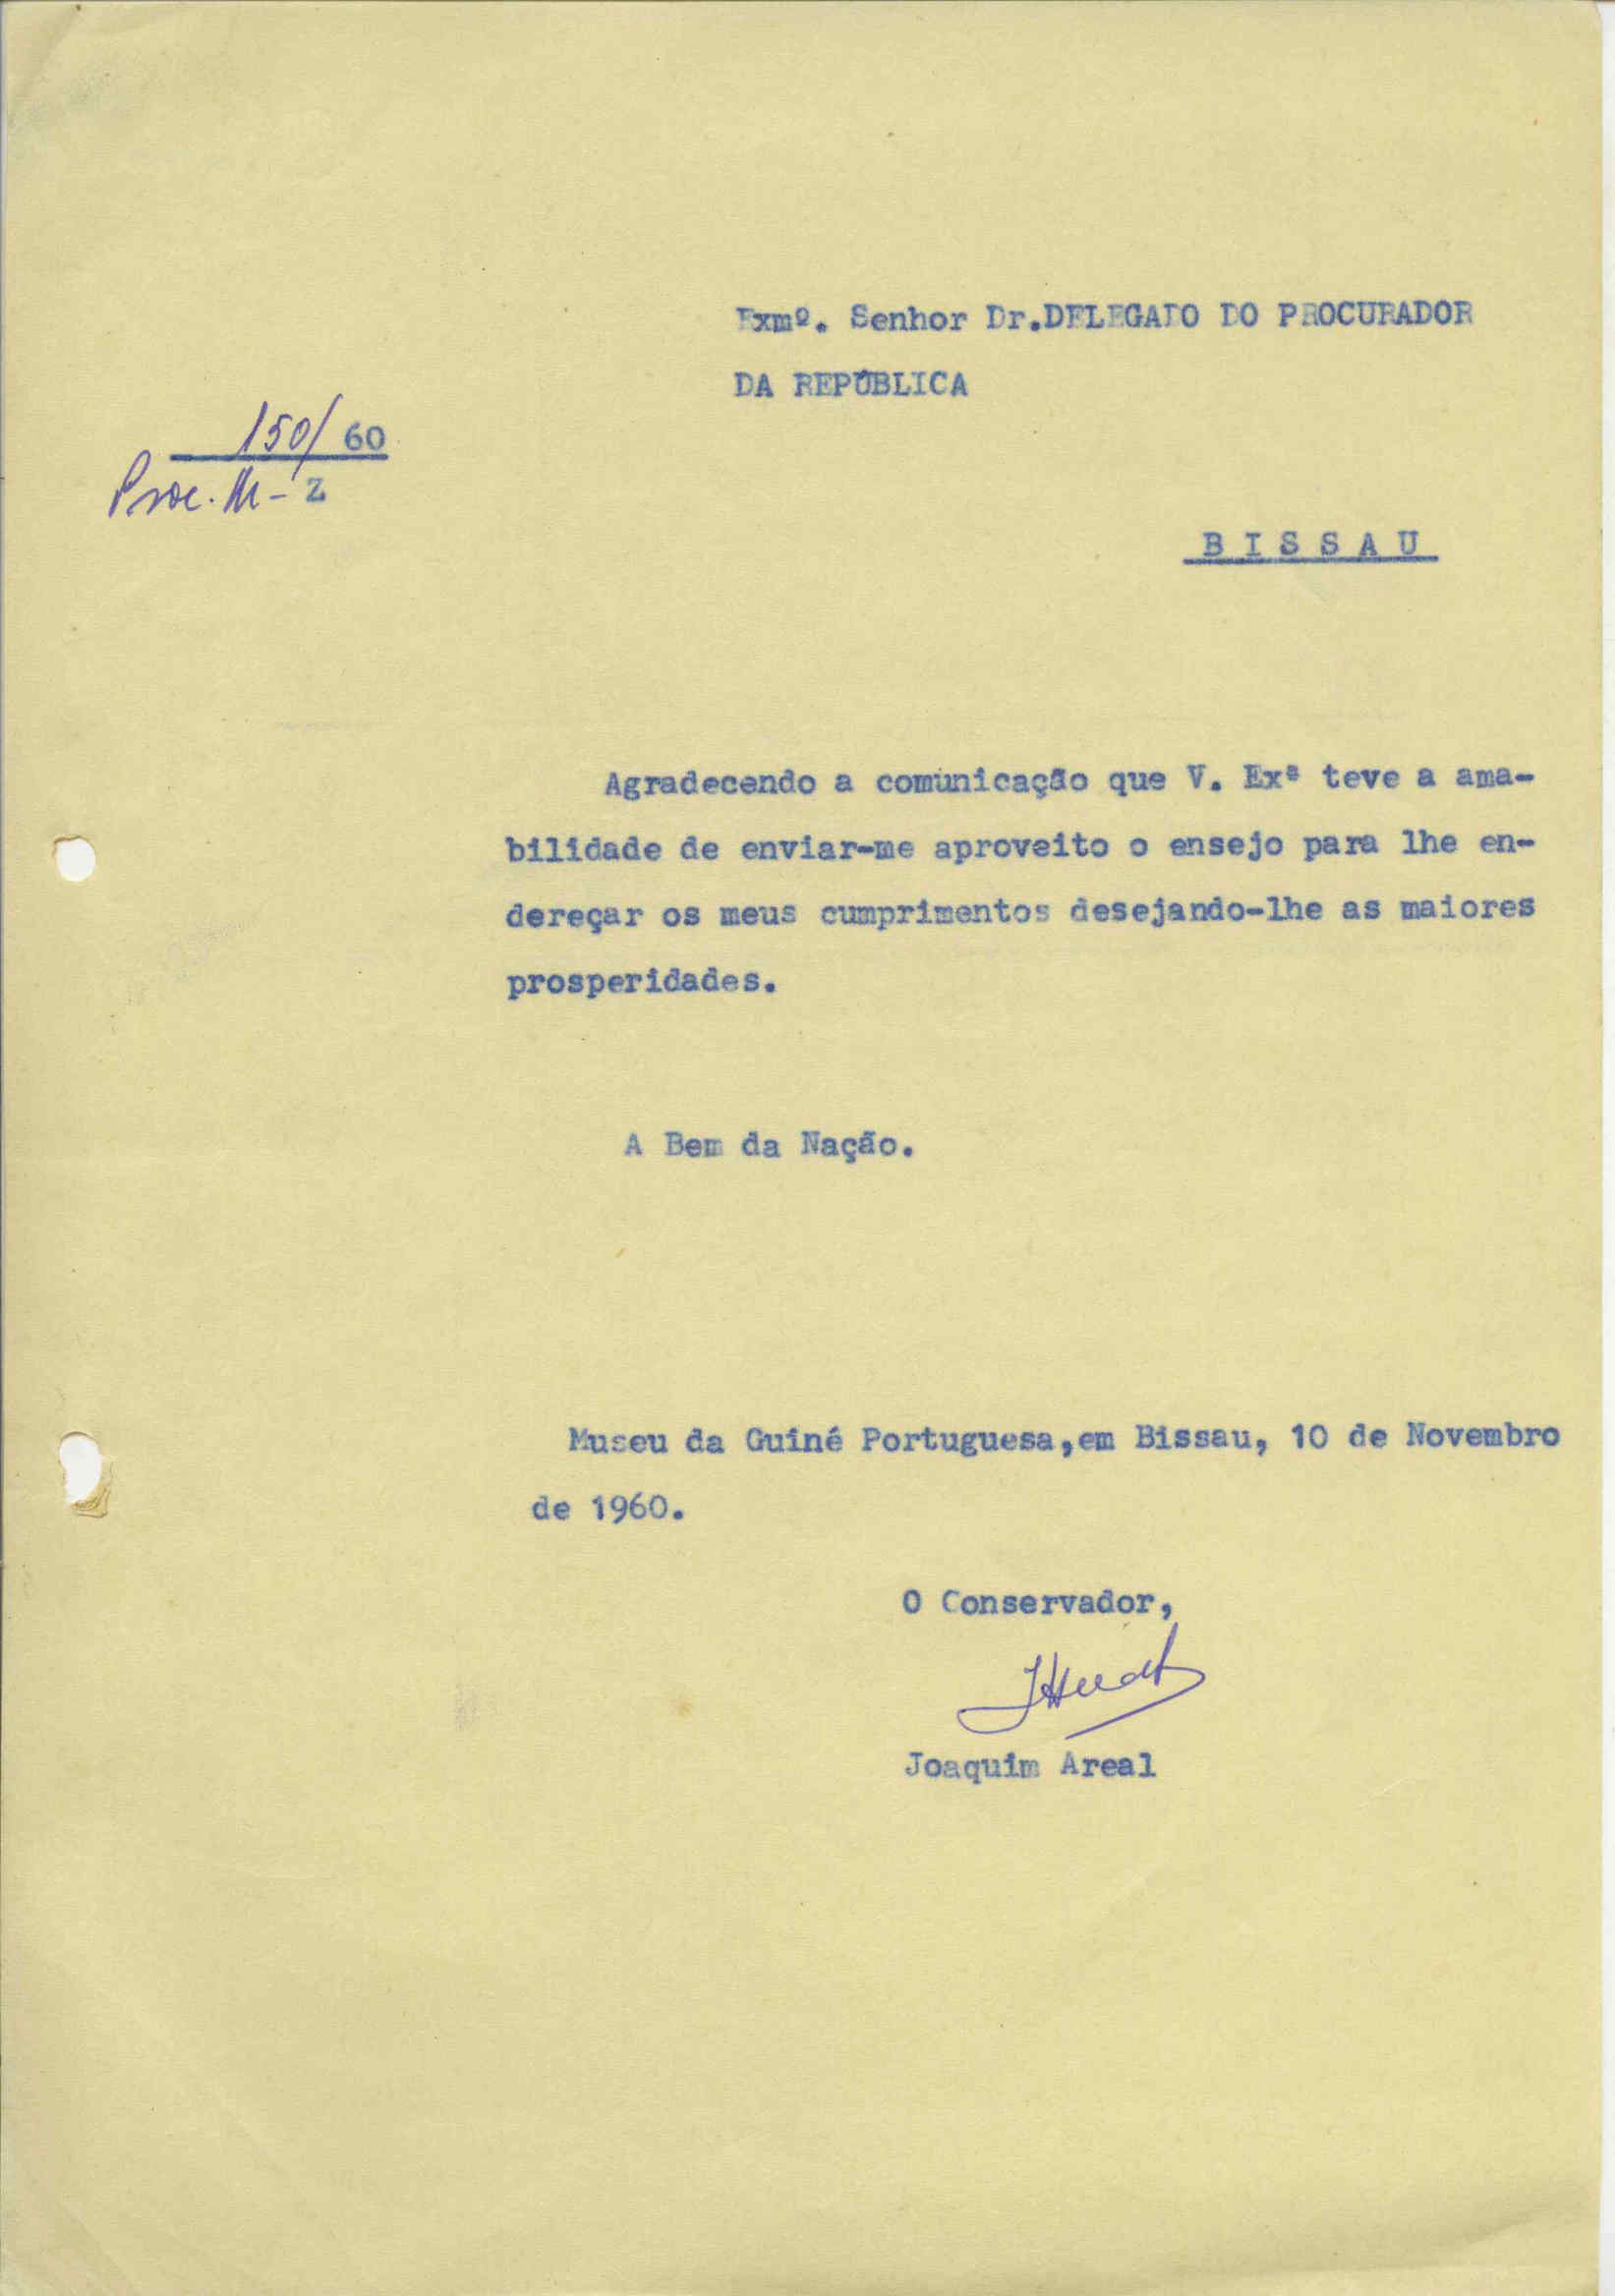 Exmº. Senhor Dr.DELEGADO DO PROCURADOR
DA REPÚBLICA
150/ 60
Proc. M- Z
B I S S A U
Agradecendo a comunicação que V. Exª teve a ama-
bilidade de enviar-me aproveito o ensejo para lhe en-
dereçar os meus cumprimentos desejando-lhe as maiores
prosperidades.
A Bem da Nação.
Museu da Guiné Portuguesa,em Bissau, 10 de Novembro
de 1960.
O Conservador,
Joaquim Areal